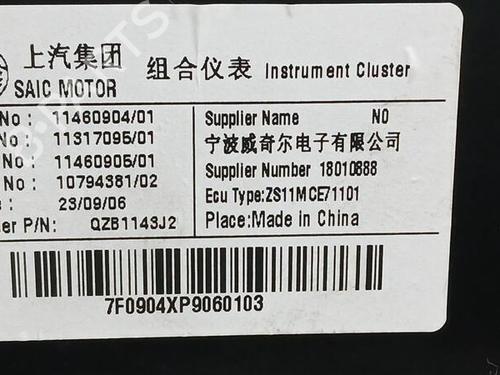 上汽集团 组合仪表 Instrument Cluster
SAIC MOTOR
No : 11460904/01
No : 11317095/01
No : 11460905/01
No : 10794381/02
23/09/06
er P/N: QZB1143J2
Supplier Name NO
宁波威奇尔电子有限公司
Supplier Number 18010888
Ecu Type:ZS11MCE71101
Place:Made in China
7F0904XP9060103